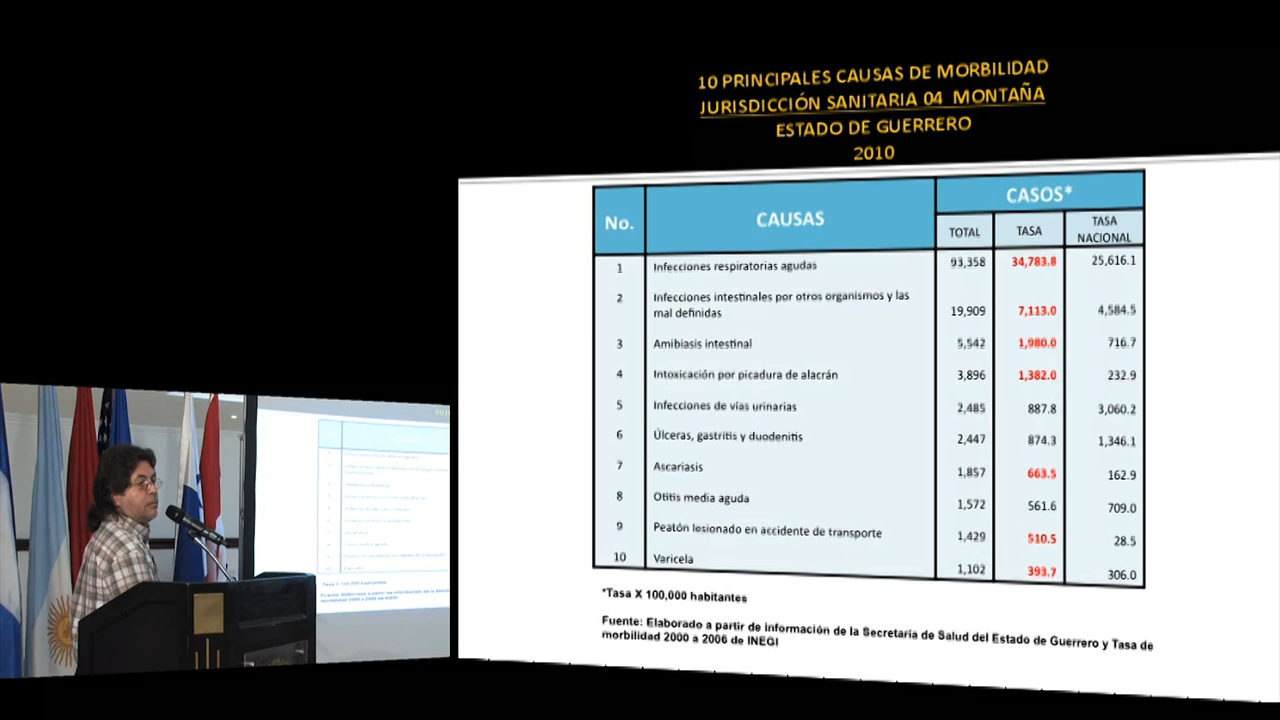 10 PRINCIPALES CAUSAS DE MORBILIDAD
JURISDICCIÓN SANITARIA 04 MONTAÑA
ESTADO DE GUERRERO
2010
No. CAUSAS CASOS*
TOTAL TASA TASA NACIONAL
1 Infecciones respiratorias agudas 93,358 34,783.8 25,616.1
2 Infecciones intestinales por otros organismos y las
mal definidas 19,909 7,113.0 4,584.5
3 Amibiasis intestinal 5,542 1,980.0 716.7
4 Intoxicación por picadura de alacrán 3,896 1,382.0 232.9
5 Infecciones de vías urinarias 2,485 887.8 3,060.2
6 Úlceras, gastritis y duodenitis 2,447 874.3 1,346.1
7 Ascariasis 1,857 663.5 162.9
8 Otitis media aguda 1,572 561.6 709.0
9 Peatón lesionado en accidente de transporte 1,429 510.5 28.5
10 Varicela 1,102 393.7 306.0
*Tasa X 100,000 habitantes
Fuente: Elaborado a partir de información de la Secretaría de Salud del Estado de Guerrero y Tasa de
morbilidad 2000 a 2006 de INEGI